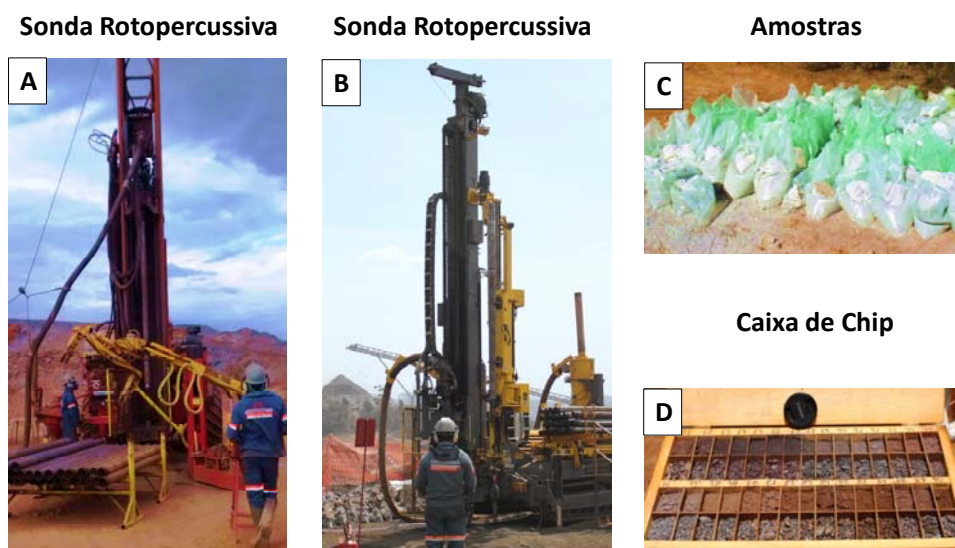 Sonda Rotopercussiva
Sonda Rotopercussiva
Amostras
A
B
C
Caixa de Chip
D